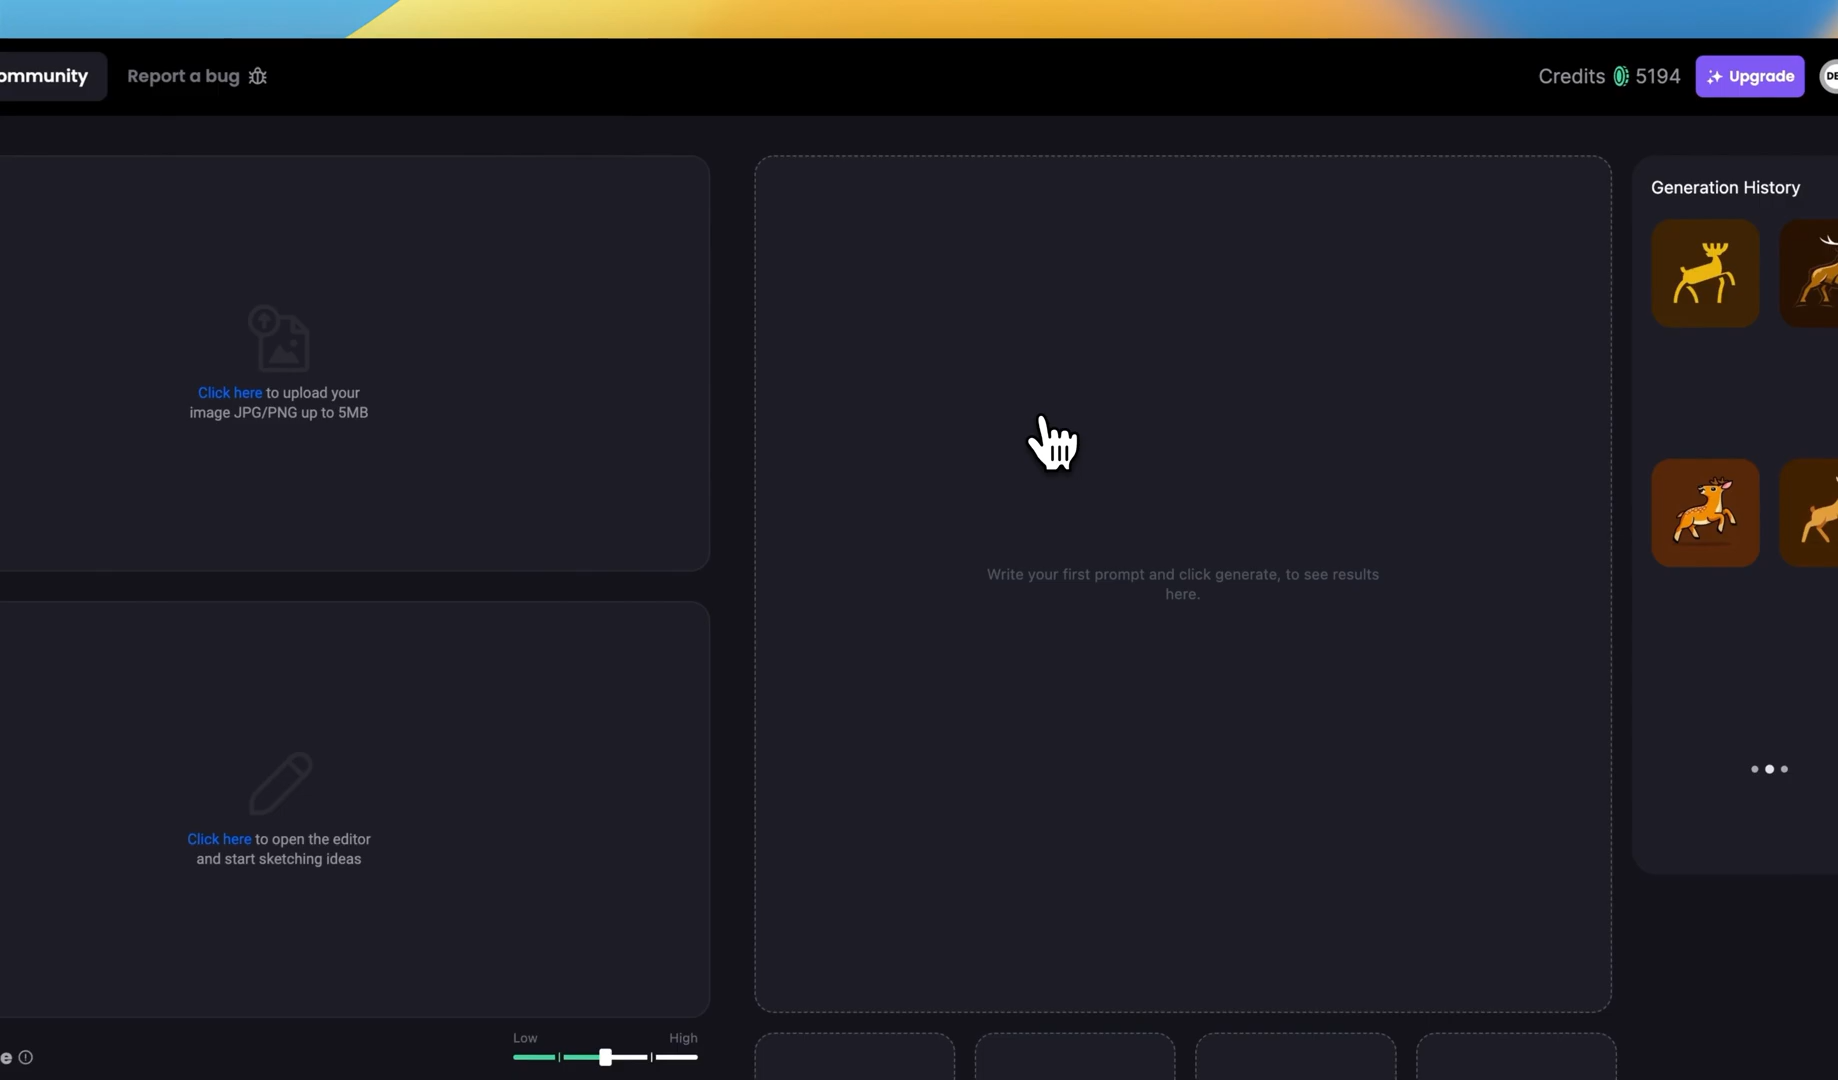 ommunity
Report a bug
Credits 5194
Upgrade
DE
Generation History
Click here to upload your
image JPG/PNG up to 5MB
Write your first prompt and click generate, to see results
here.
Click here to open the editor
and start sketching ideas
Low
High
e